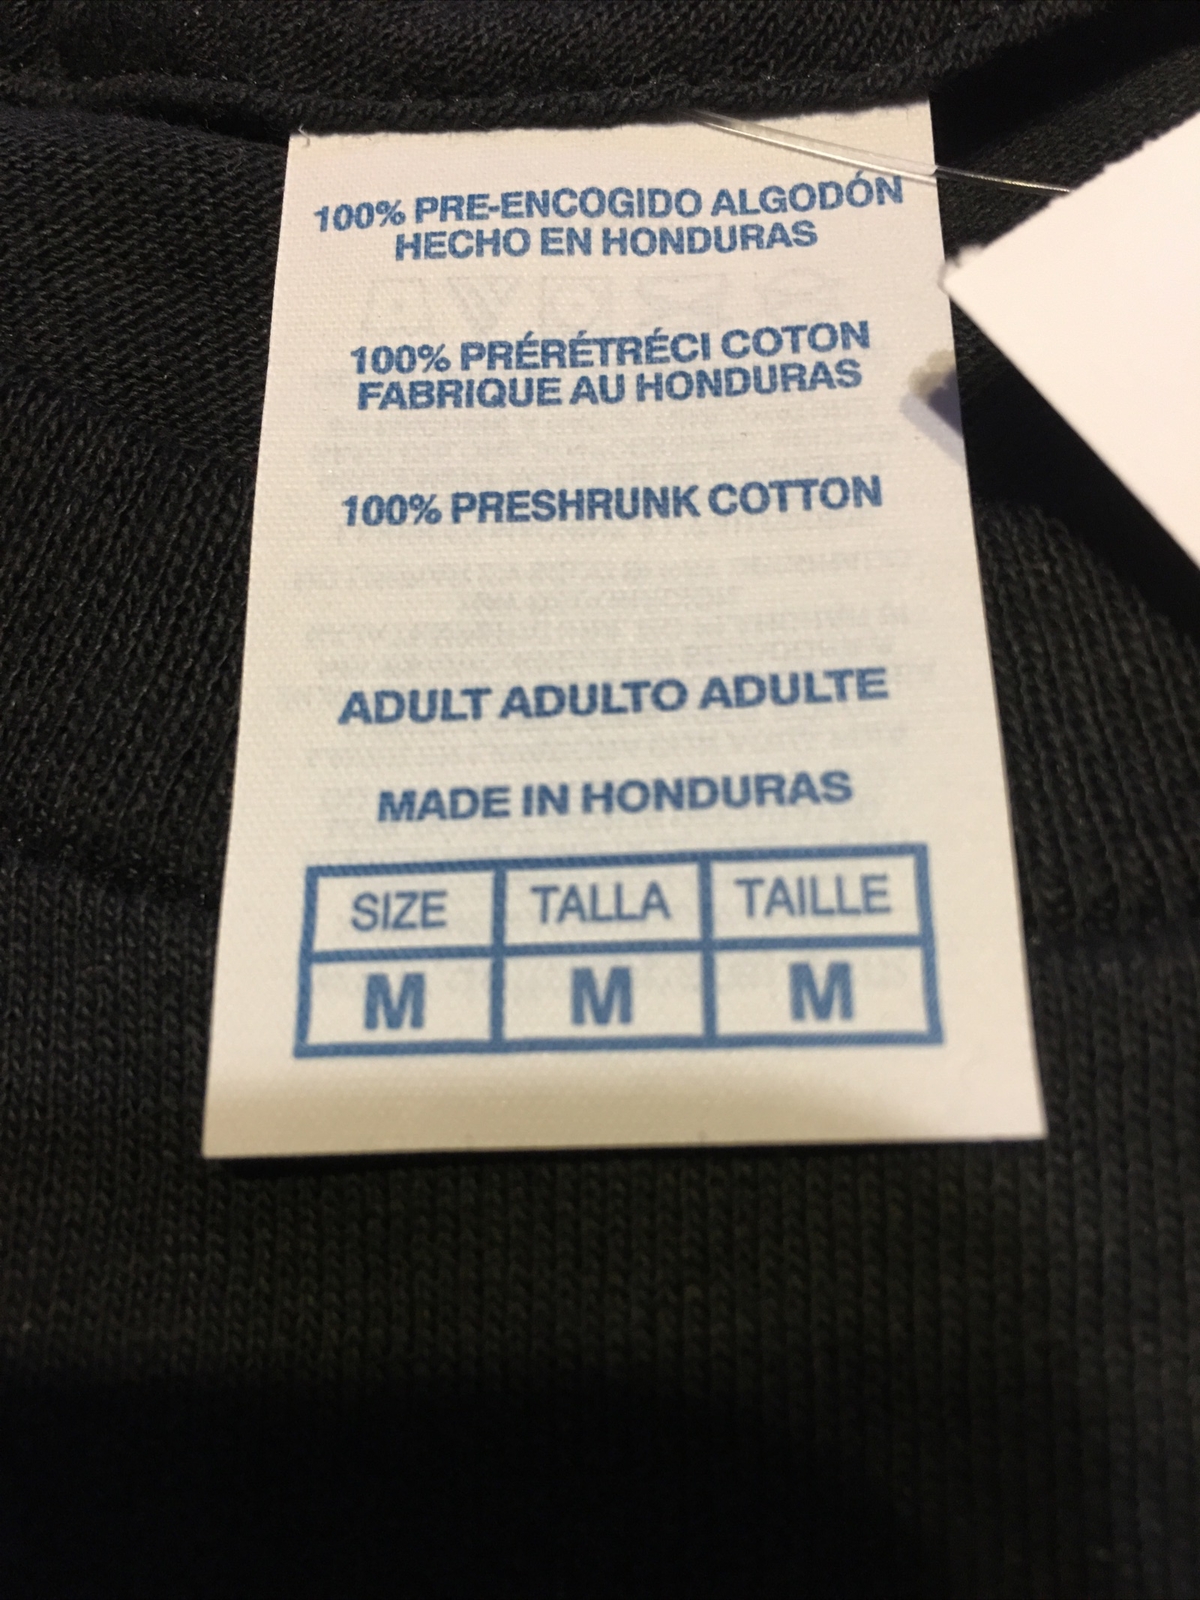 100% PRE-ENCOGIDO ALGODÓN
HECHO EN HONDURAS
100% PRÉRÉTRÉCI COTON
FABRIQUE AU HONDURAS
100% PRESHRUNK COTTON
ADULT ADULTO ADULTE
MADE IN HONDURAS
SIZE TALLA TAILLE
M M M